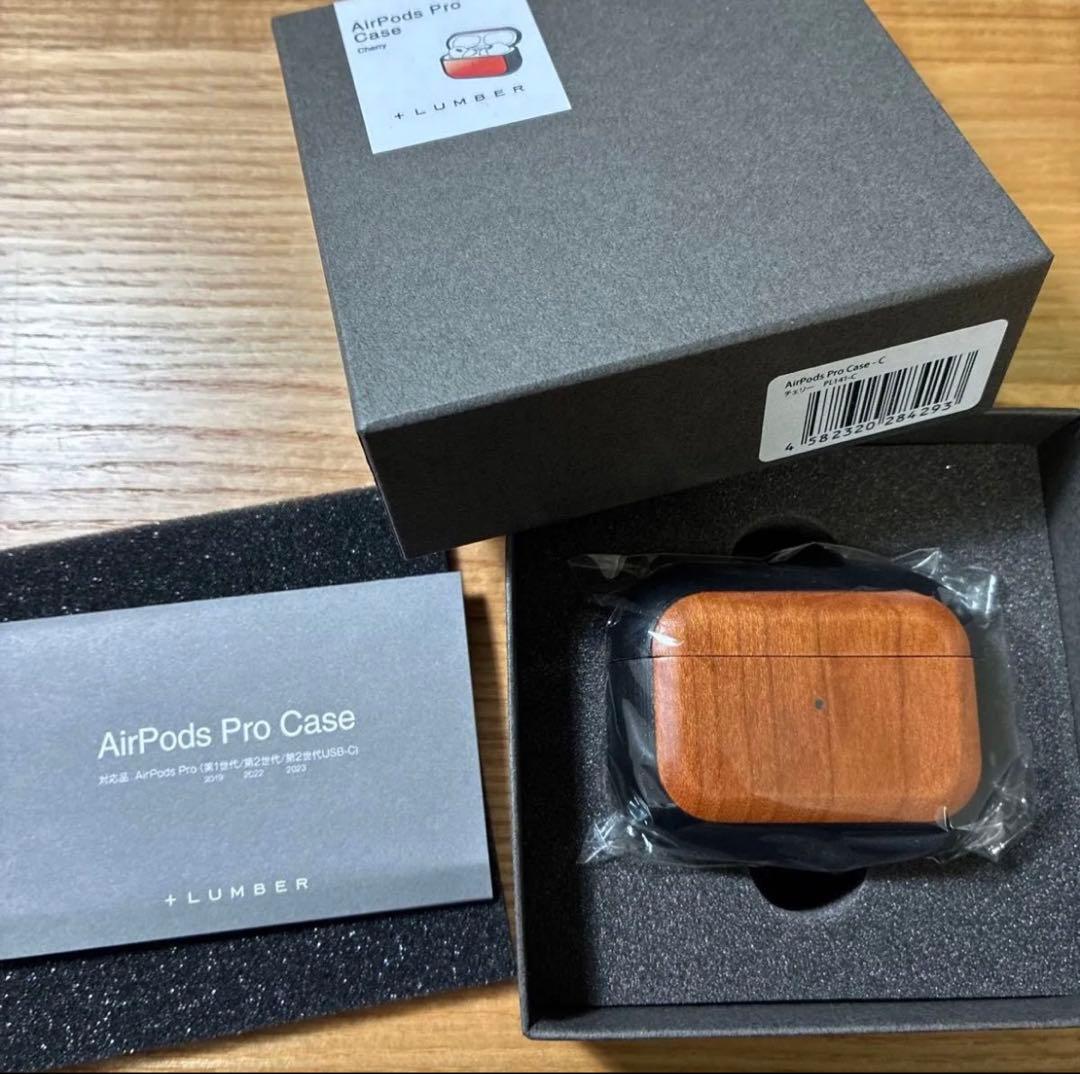 AirPods Pro
Case
Cherry
+LUMBER
AirPods Pro Case - C
チェリー PL141-C
4 582320 284293
AirPods Pro Case
対応品 AirPods Pro (第1世代/第2世代/第2世代USB-C)
2019 2022 2023
+LUMBER